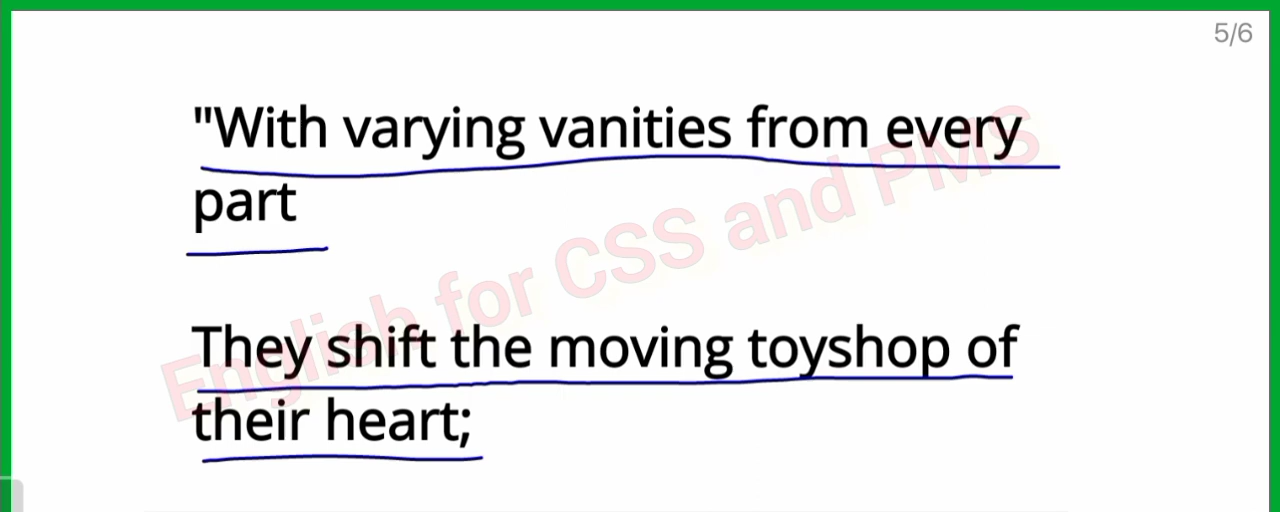 5/6
"With varying vanities from every
part
They shift the moving toyshop of
their heart;
English for CSS and PMS